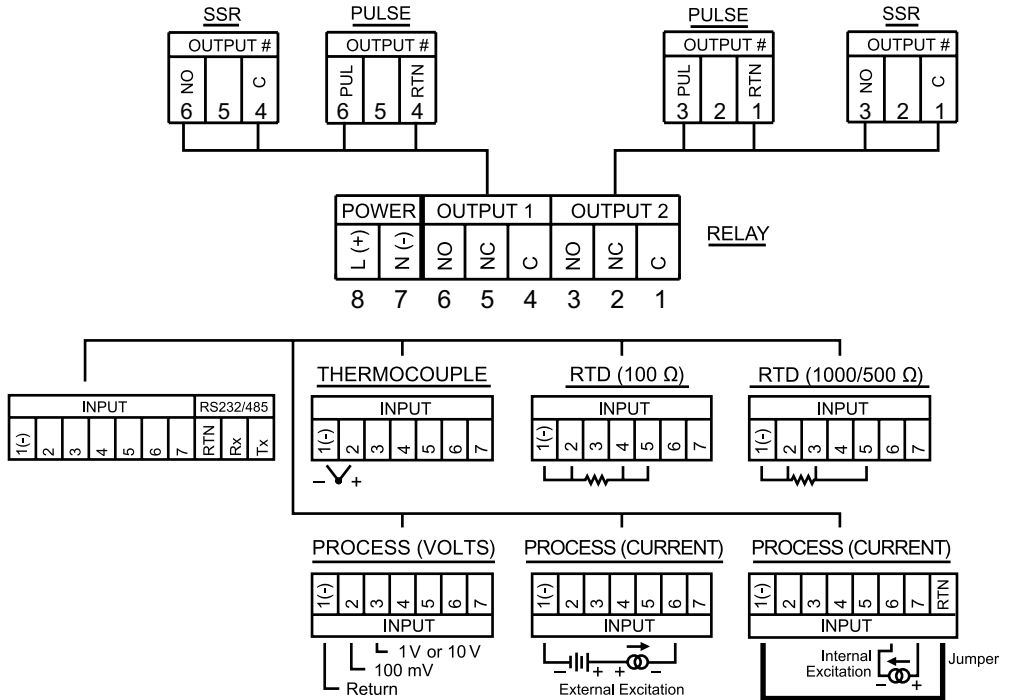 SSR PULSE PULSE SSR
OUTPUT # OUTPUT # OUTPUT # OUTPUT #
NO C PUL RTN PUL RTN NO C
6 5 4 6 5 4 3 2 1 3 2 1
POWER OUTPUT 1 OUTPUT 2
RELAY
L (+) N (-) NO NC C NO NC C
8 7 6 5 4 3 2 1
THERMOCOUPLE RTD (100 Ω) RTD (1000/500 Ω)
INPUT RS232/485 INPUT INPUT INPUT
1(-) 2 3 4 5 6 7 RTN Rx Tx
1(-) 2 3 4 5 6 7
1(-) 2 3 4 5 6 7
1(-) 2 3 4 5 6 7
– +
PROCESS (VOLTS) PROCESS (CURRENT) PROCESS (CURRENT)
1(-) 2 3 4 5 6 7
1(-) 2 3 4 5 6 7
1(-) 2 3 4 5 6 7 RTN
INPUT INPUT INPUT
1V or 10V
100 mV
Return
– + + –
External Excitation
Internal
Excitation
– +
Jumper